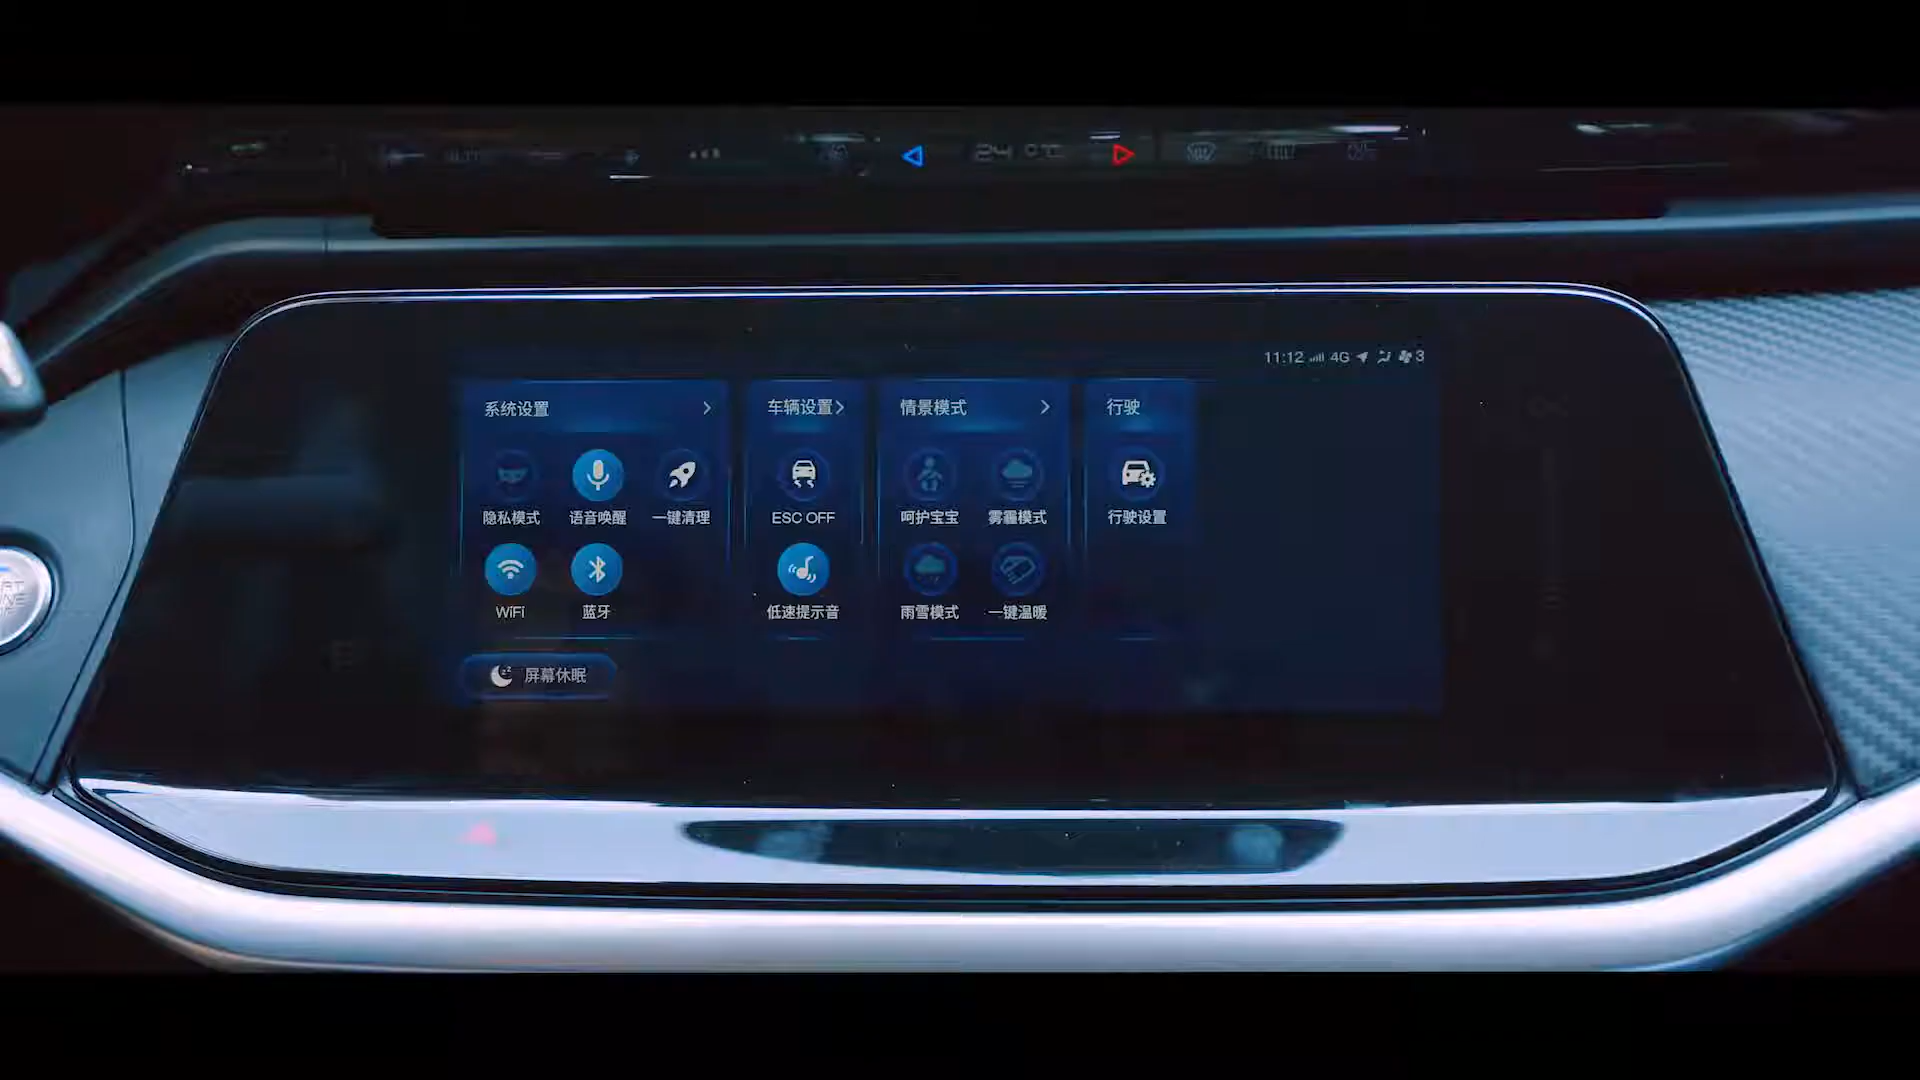 24 °C
11:12 4G 3
系统设置
车辆设置
情景模式
行驶
隐私模式
语音唤醒
一键清理
ESC OFF
呵护宝宝
雾霾模式
行驶设置
WiFi
蓝牙
低速提示音
雨雪模式
一键温暖
屏幕休眠